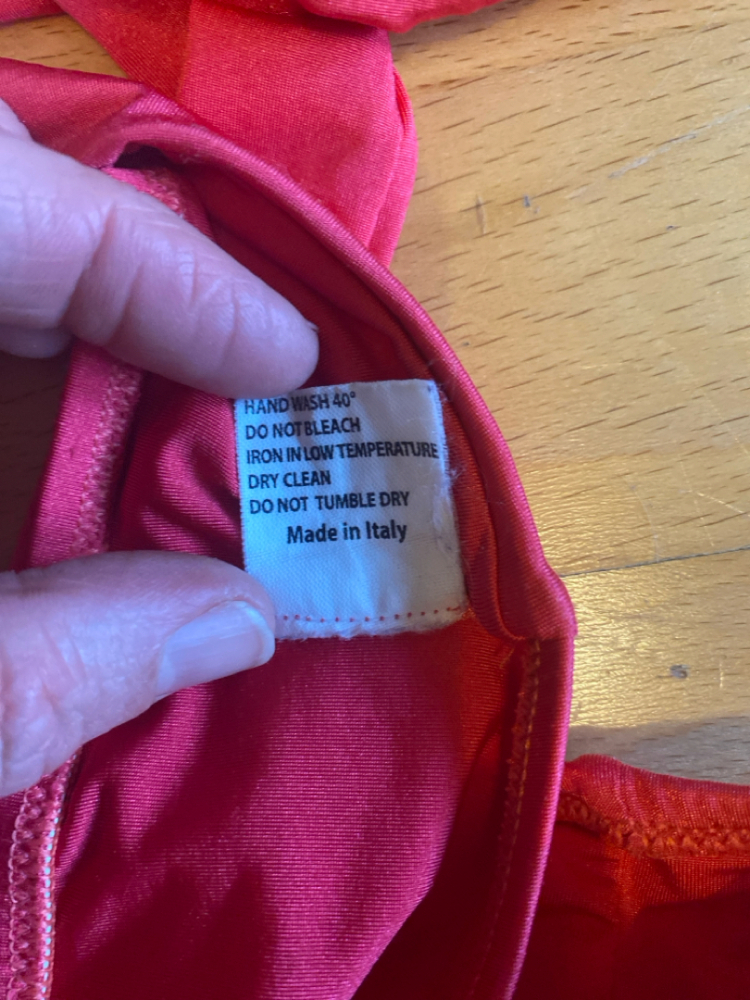 HAND WASH 40°
DO NOT BLEACH
IRON IN LOW TEMPERATURE
DRY CLEAN
DO NOT TUMBLE DRY
Made in Italy